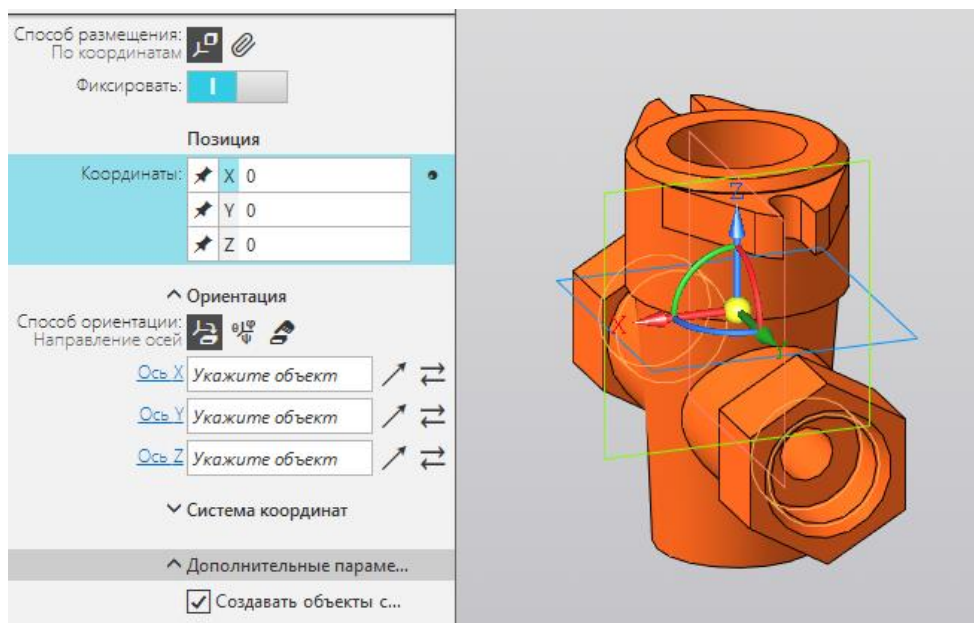 Способ размещения:
По координатам
Фиксировать:
Позиция
Координаты: X 0
Y 0
Z 0
Ориентация
Способ ориентации:
Направление осей
Ось X Укажите объект
Ось Y Укажите объект
Ось Z Укажите объект
Система координат
Дополнительные параме...
Создавать объекты с...
Z
X
Y